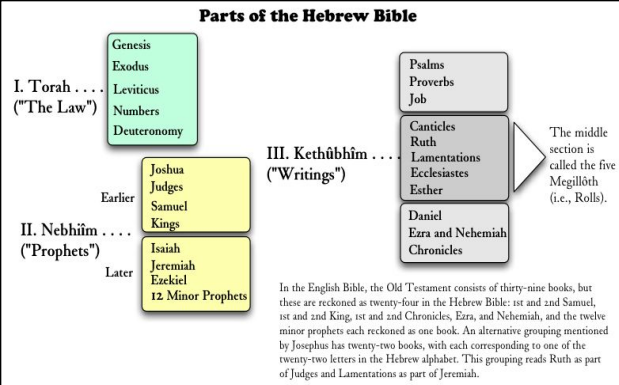 Parts of the Hebrew Bible
I. Torah . . . .
("The Law")
Genesis
Exodus
Leviticus
Numbers
Deuteronomy
II. Nebhiîm . . . .
("Prophets")
Earlier
Joshua
Judges
Samuel
Kings
Later
Isaiah
Jeremiah
Ezekiel
12 Minor Prophets
III. Kethûbhîm . . . .
("Writings")
Psalms
Proverbs
Job
Canticles
Ruth
Lamentations
Ecclesiastes
Esther
Daniel
Ezra and Nehemiah
Chronicles
The middle
section is
called the five
Megillôth
(i.e., Rolls).
In the English Bible, the Old Testament consists of thirty-nine books, but
these are reckoned as twenty-four in the Hebrew Bible: 1st and 2nd Samuel,
1st and 2nd King, 1st and 2nd Chronicles, Ezra, and Nehemiah, and the twelve
minor prophets each reckoned as one book. An alternative grouping mentioned
by Josephus has twenty-two books, with each corresponding to one of the
twenty-two letters in the Hebrew alphabet. This grouping reads Ruth as part
of Judges and Lamentations as part of Jeremiah.